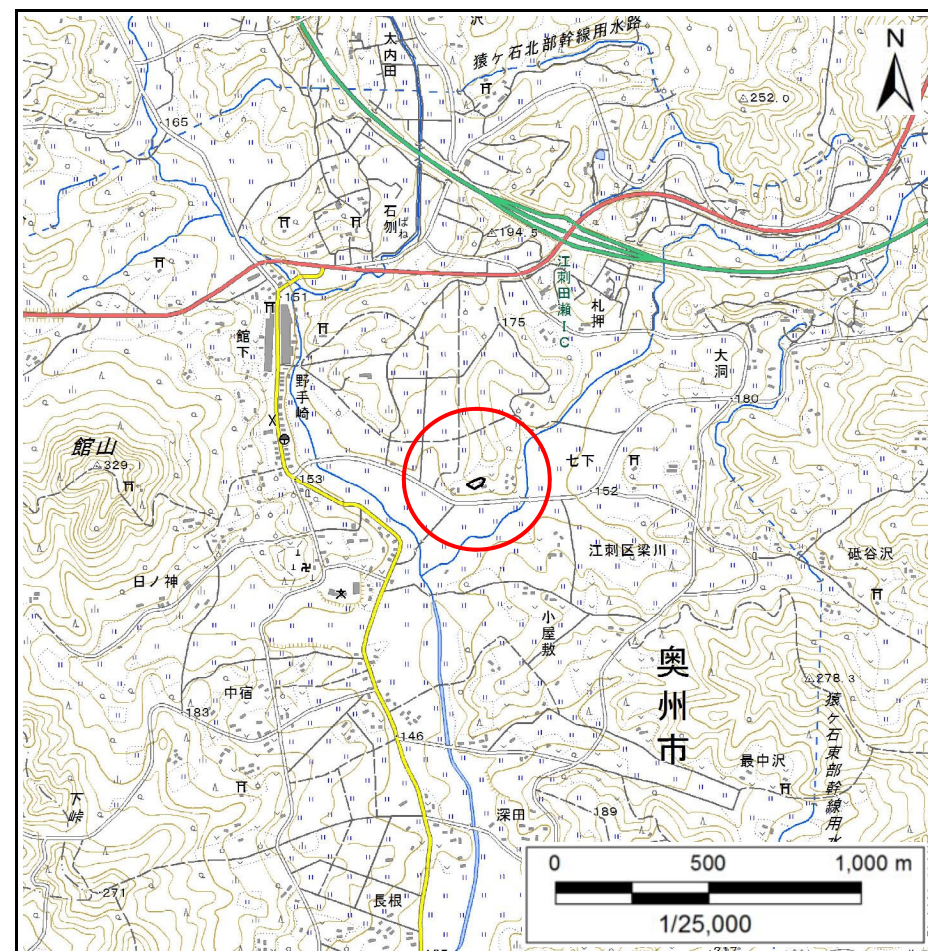 沢
猿ヶ石北部幹線用水路
大内田
N
252.0
165
石刎
ばね
194.5
江刺田瀬IC
札押
151
175
館下
大洞
野手崎
180
館山
329
七下
153
152
江刺区梁川
砥谷沢
日ノ神
小屋敷
奥州市
278.3
中宿
183
146
最中沢
猿ヶ石東部幹線用水
下峠
深田
189
271
長根
0 500 1,000 m
1/25,000